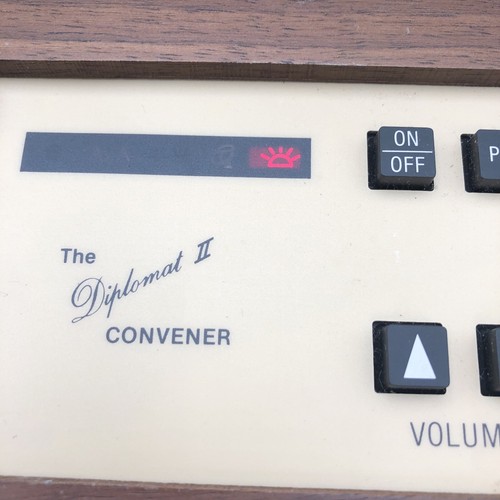 ON
OFF
P
The
Diplomat II
CONVENER
VOLUM